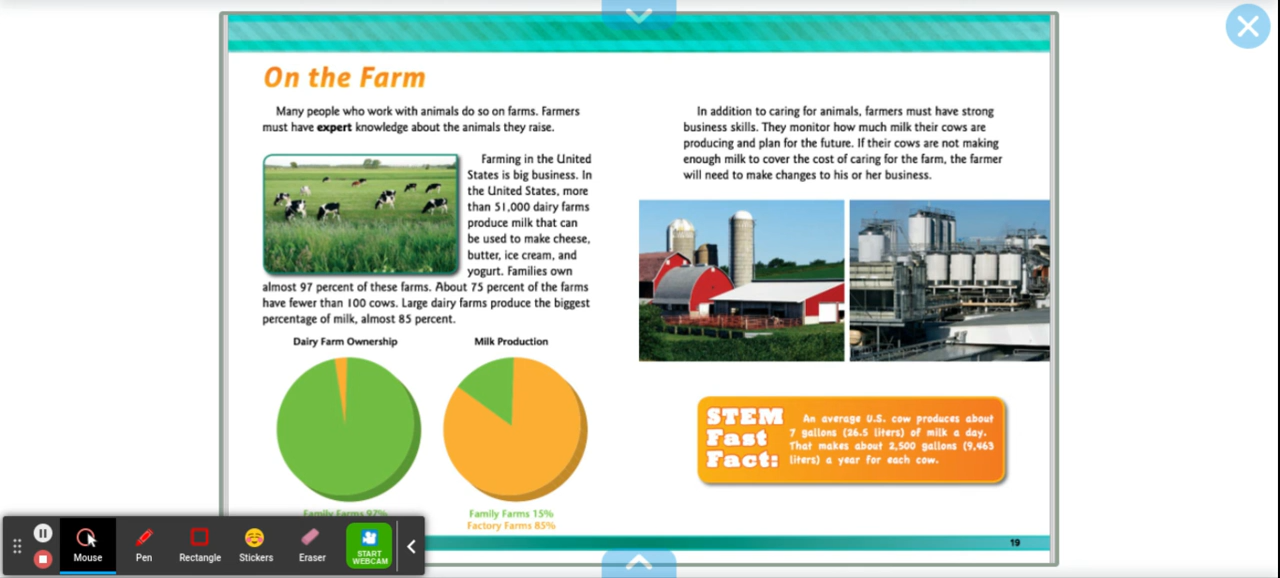 On the Farm
Many people who work with animals do so on farms. Farmers
must have expert knowledge about the animals they raise.
Farming in the United
States is big business. In
the United States, more
than 51,000 dairy farms
produce milk that can
be used to make cheese,
butter, ice cream, and
yogurt. Families own
almost 97 percent of these farms. About 75 percent of the farms
have fewer than 100 cows. Large dairy farms produce the biggest
percentage of milk, almost 85 percent.
Dairy Farm Ownership
Milk Production
Family Farms 97%
Family Farms 15%
Factory Farms 85%
In addition to caring for animals, farmers must have strong
business skills. They monitor how much milk their cows are
producing and plan for the future. If their cows are not making
enough milk to cover the cost of caring for the farm, the farmer
will need to make changes to his or her business.
STEM
Fast
Fact:
An average U.S. cow produces about
7 gallons (26.5 liters) of milk a day.
That makes about 2,500 gallons (9,463
liters) a year for each cow.
19
Mouse
Pen
Rectangle
Stickers
Eraser
START
WEBCAM